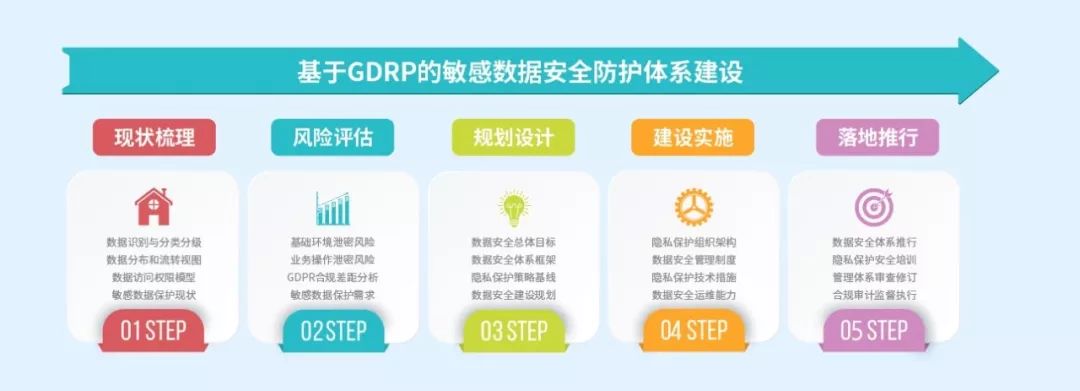 基于GDRP的敏感数据安全防护体系建设
现状梳理
数据识别与分类分级
数据分布和流转视图
数据访问权限模型
敏感数据保护现状
01 STEP
风险评估
基础环境泄密风险
业务操作泄密风险
GDPR合规差距分析
敏感数据保护需求
02 STEP
规划设计
数据安全总体目标
数据安全体系框架
隐私保护策略基线
数据安全建设规划
03 STEP
建设实施
隐私保护组织架构
数据安全管理制度
隐私保护技术措施
数据安全运维能力
04 STEP
落地推行
数据安全体系推行
隐私保护安全培训
管理体系审查修订
合规审计监督执行
05 STEP